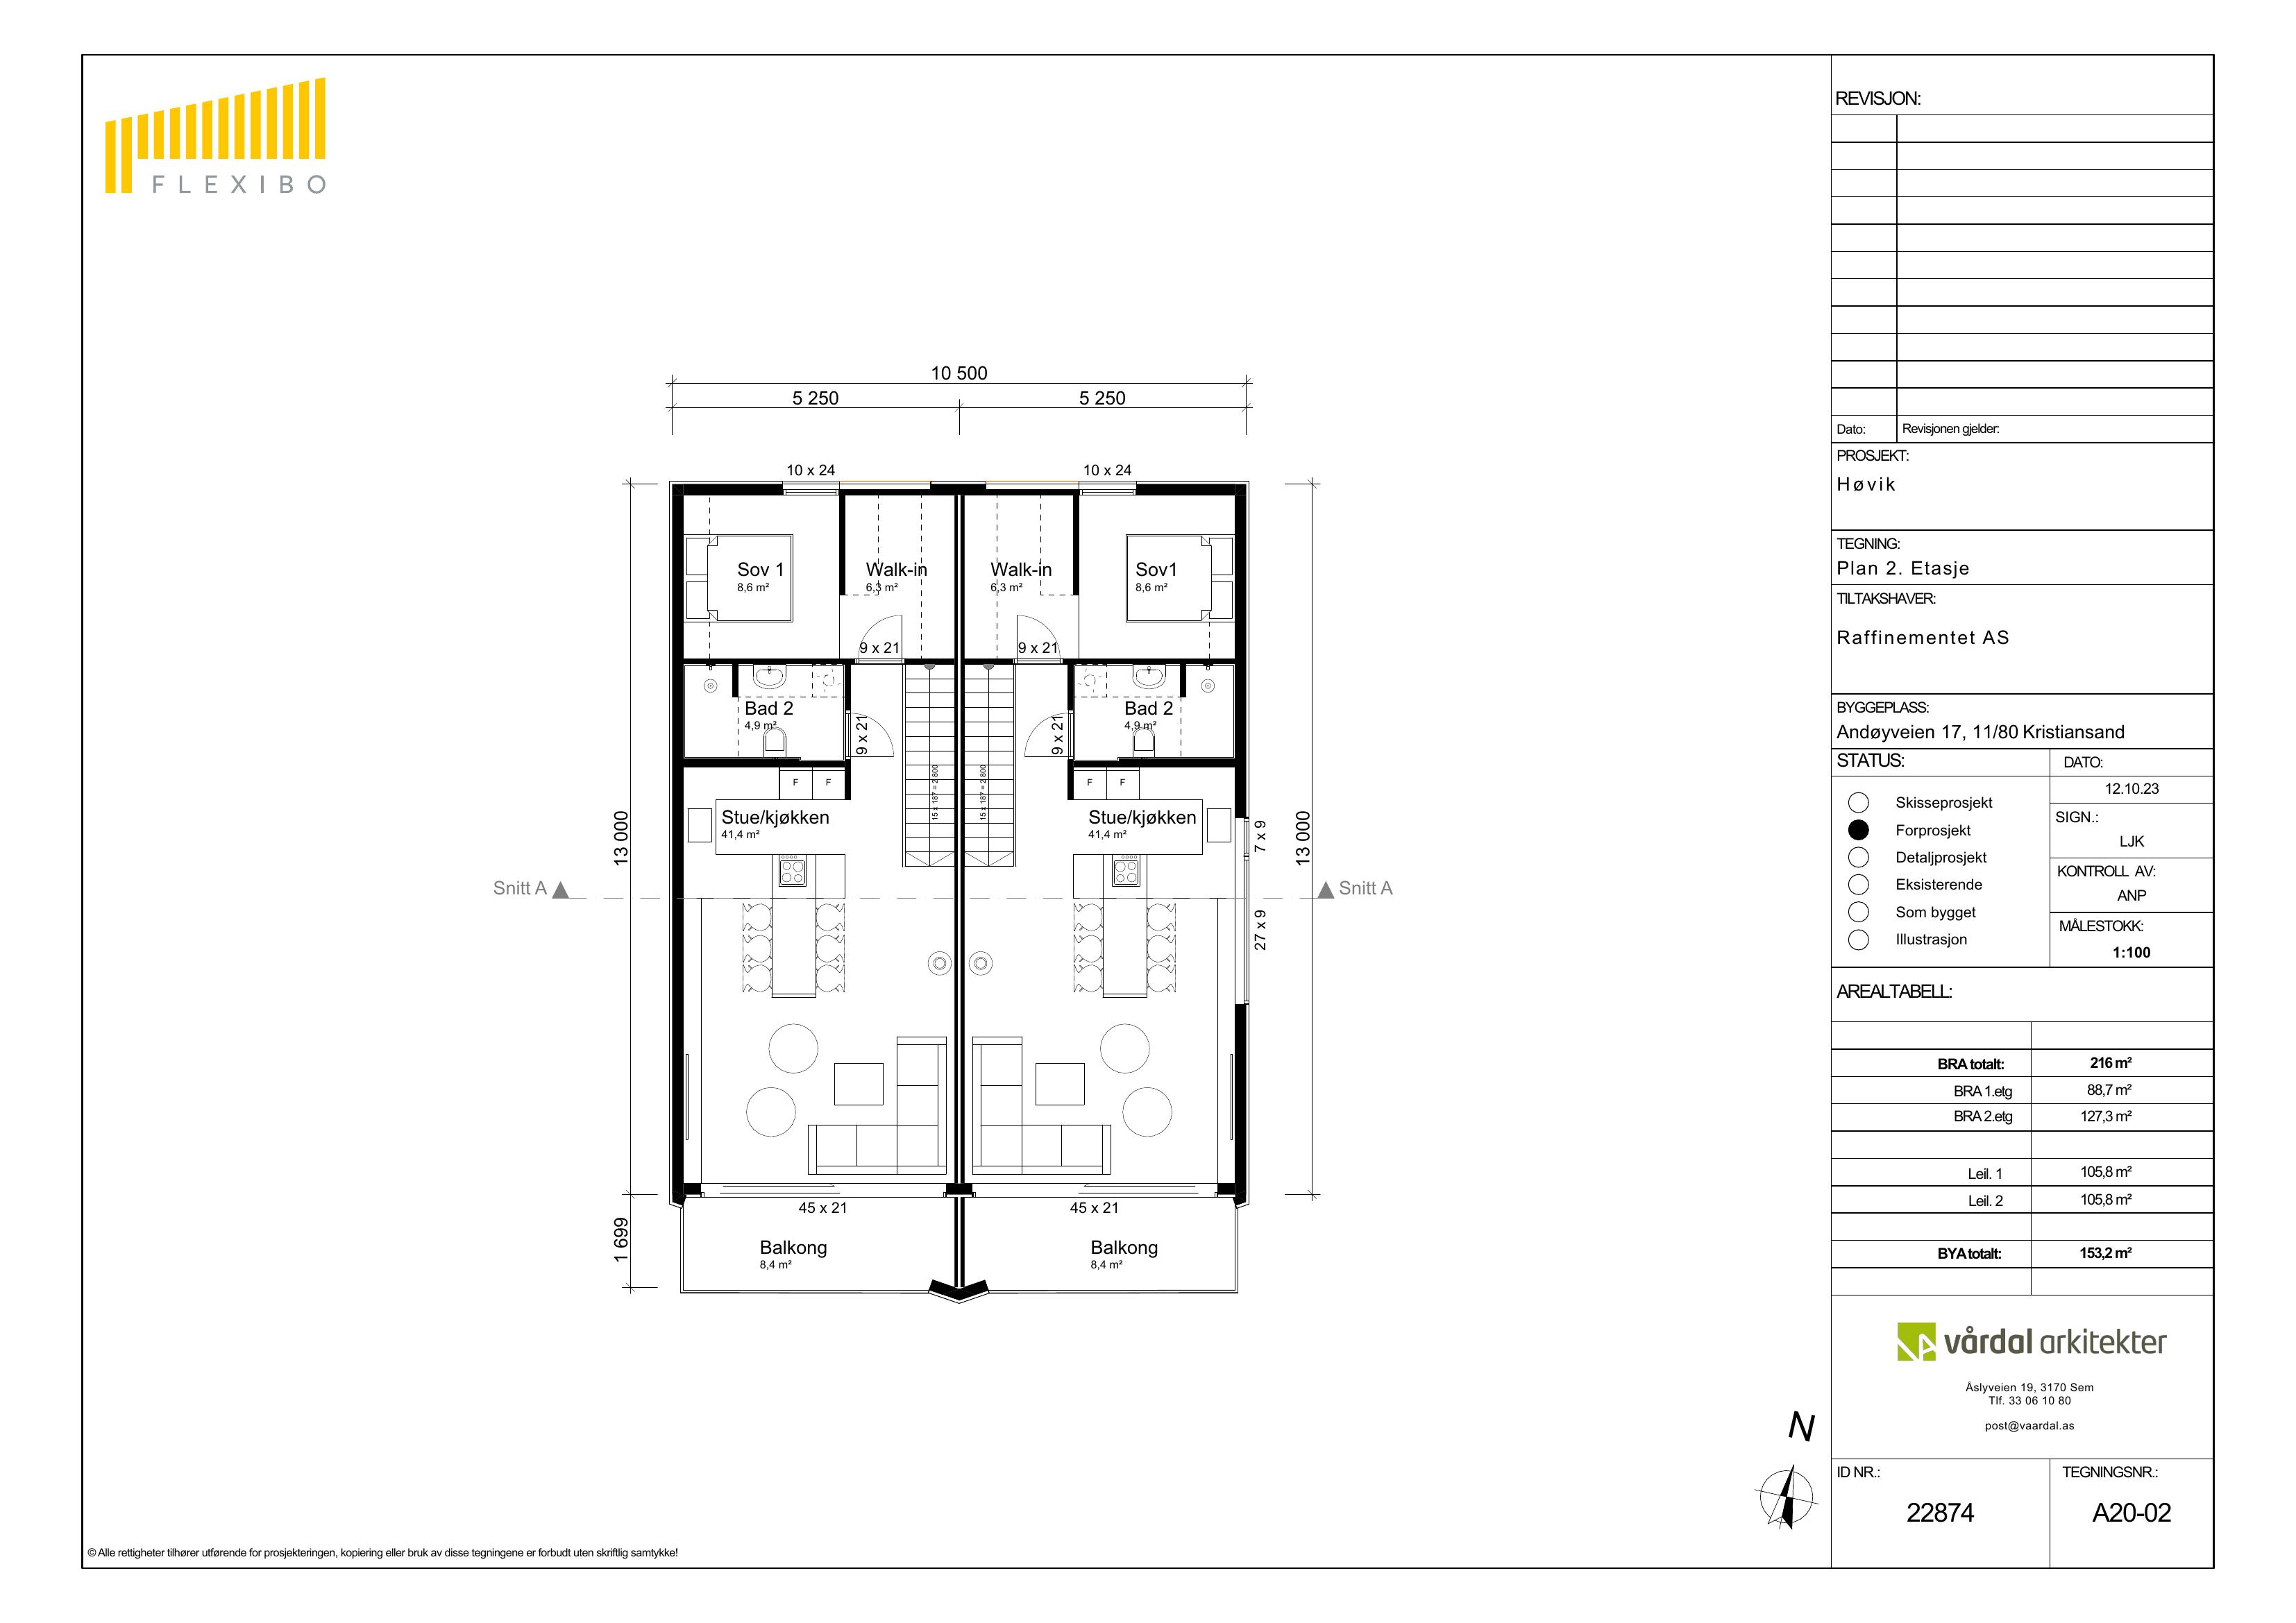 FLEXIBO
10 500
5 250
5 250
10 x 24
10 x 24
Sov 1
8,6 m²
Walk-in
6,3 m²
Walk-in
6,3 m²
Sov1
8,6 m²
9 x 21
9 x 21
Bad 2
4,9 m²
Bad 2
4,9 m²
9 x 21
9 x 21
F F
F F
15 x 187 = 2 800
15 x 187 = 2 800
Stue/kjøkken
41,4 m²
Stue/kjøkken
41,4 m²
13 000
13 000
7 x 9
27 x 9
Snitt A
Snitt A
45 x 21
45 x 21
1 699
Balkong
8,4 m²
Balkong
8,4 m²
N
© Alle rettigheter tilhører utførende for prosjekteringen, kopiering eller bruk av disse tegningene er forbudt uten skriftlig samtykke!
REVISJON:
Dato: Revisjonen gjelder:
PROSJEKT:
Høvik
TEGNING:
Plan 2. Etasje
TILTAKSHAVER:
Raffinementet AS
BYGGEPLASS:
Andøyveien 17, 11/80 Kristiansand
STATUS:
Skisseprosjekt
Forprosjekt
Detaljprosjekt
Eksisterende
Som bygget
Illustrasjon
DATO:
12.10.23
SIGN.:
LJK
KONTROLL AV:
ANP
MÅLESTOKK:
1:100
AREALTABELL:
BRA totalt: 216 m²
BRA 1.etg 88,7 m²
BRA 2.etg 127,3 m²
Leil. 1 105,8 m²
Leil. 2 105,8 m²
BYA totalt: 153,2 m²
vårdal arkitekter
Åslyveien 19, 3170 Sem
Tlf. 33 06 10 80
post@vaardal.as
ID NR.:
22874
TEGNINGSNR.:
A20-02